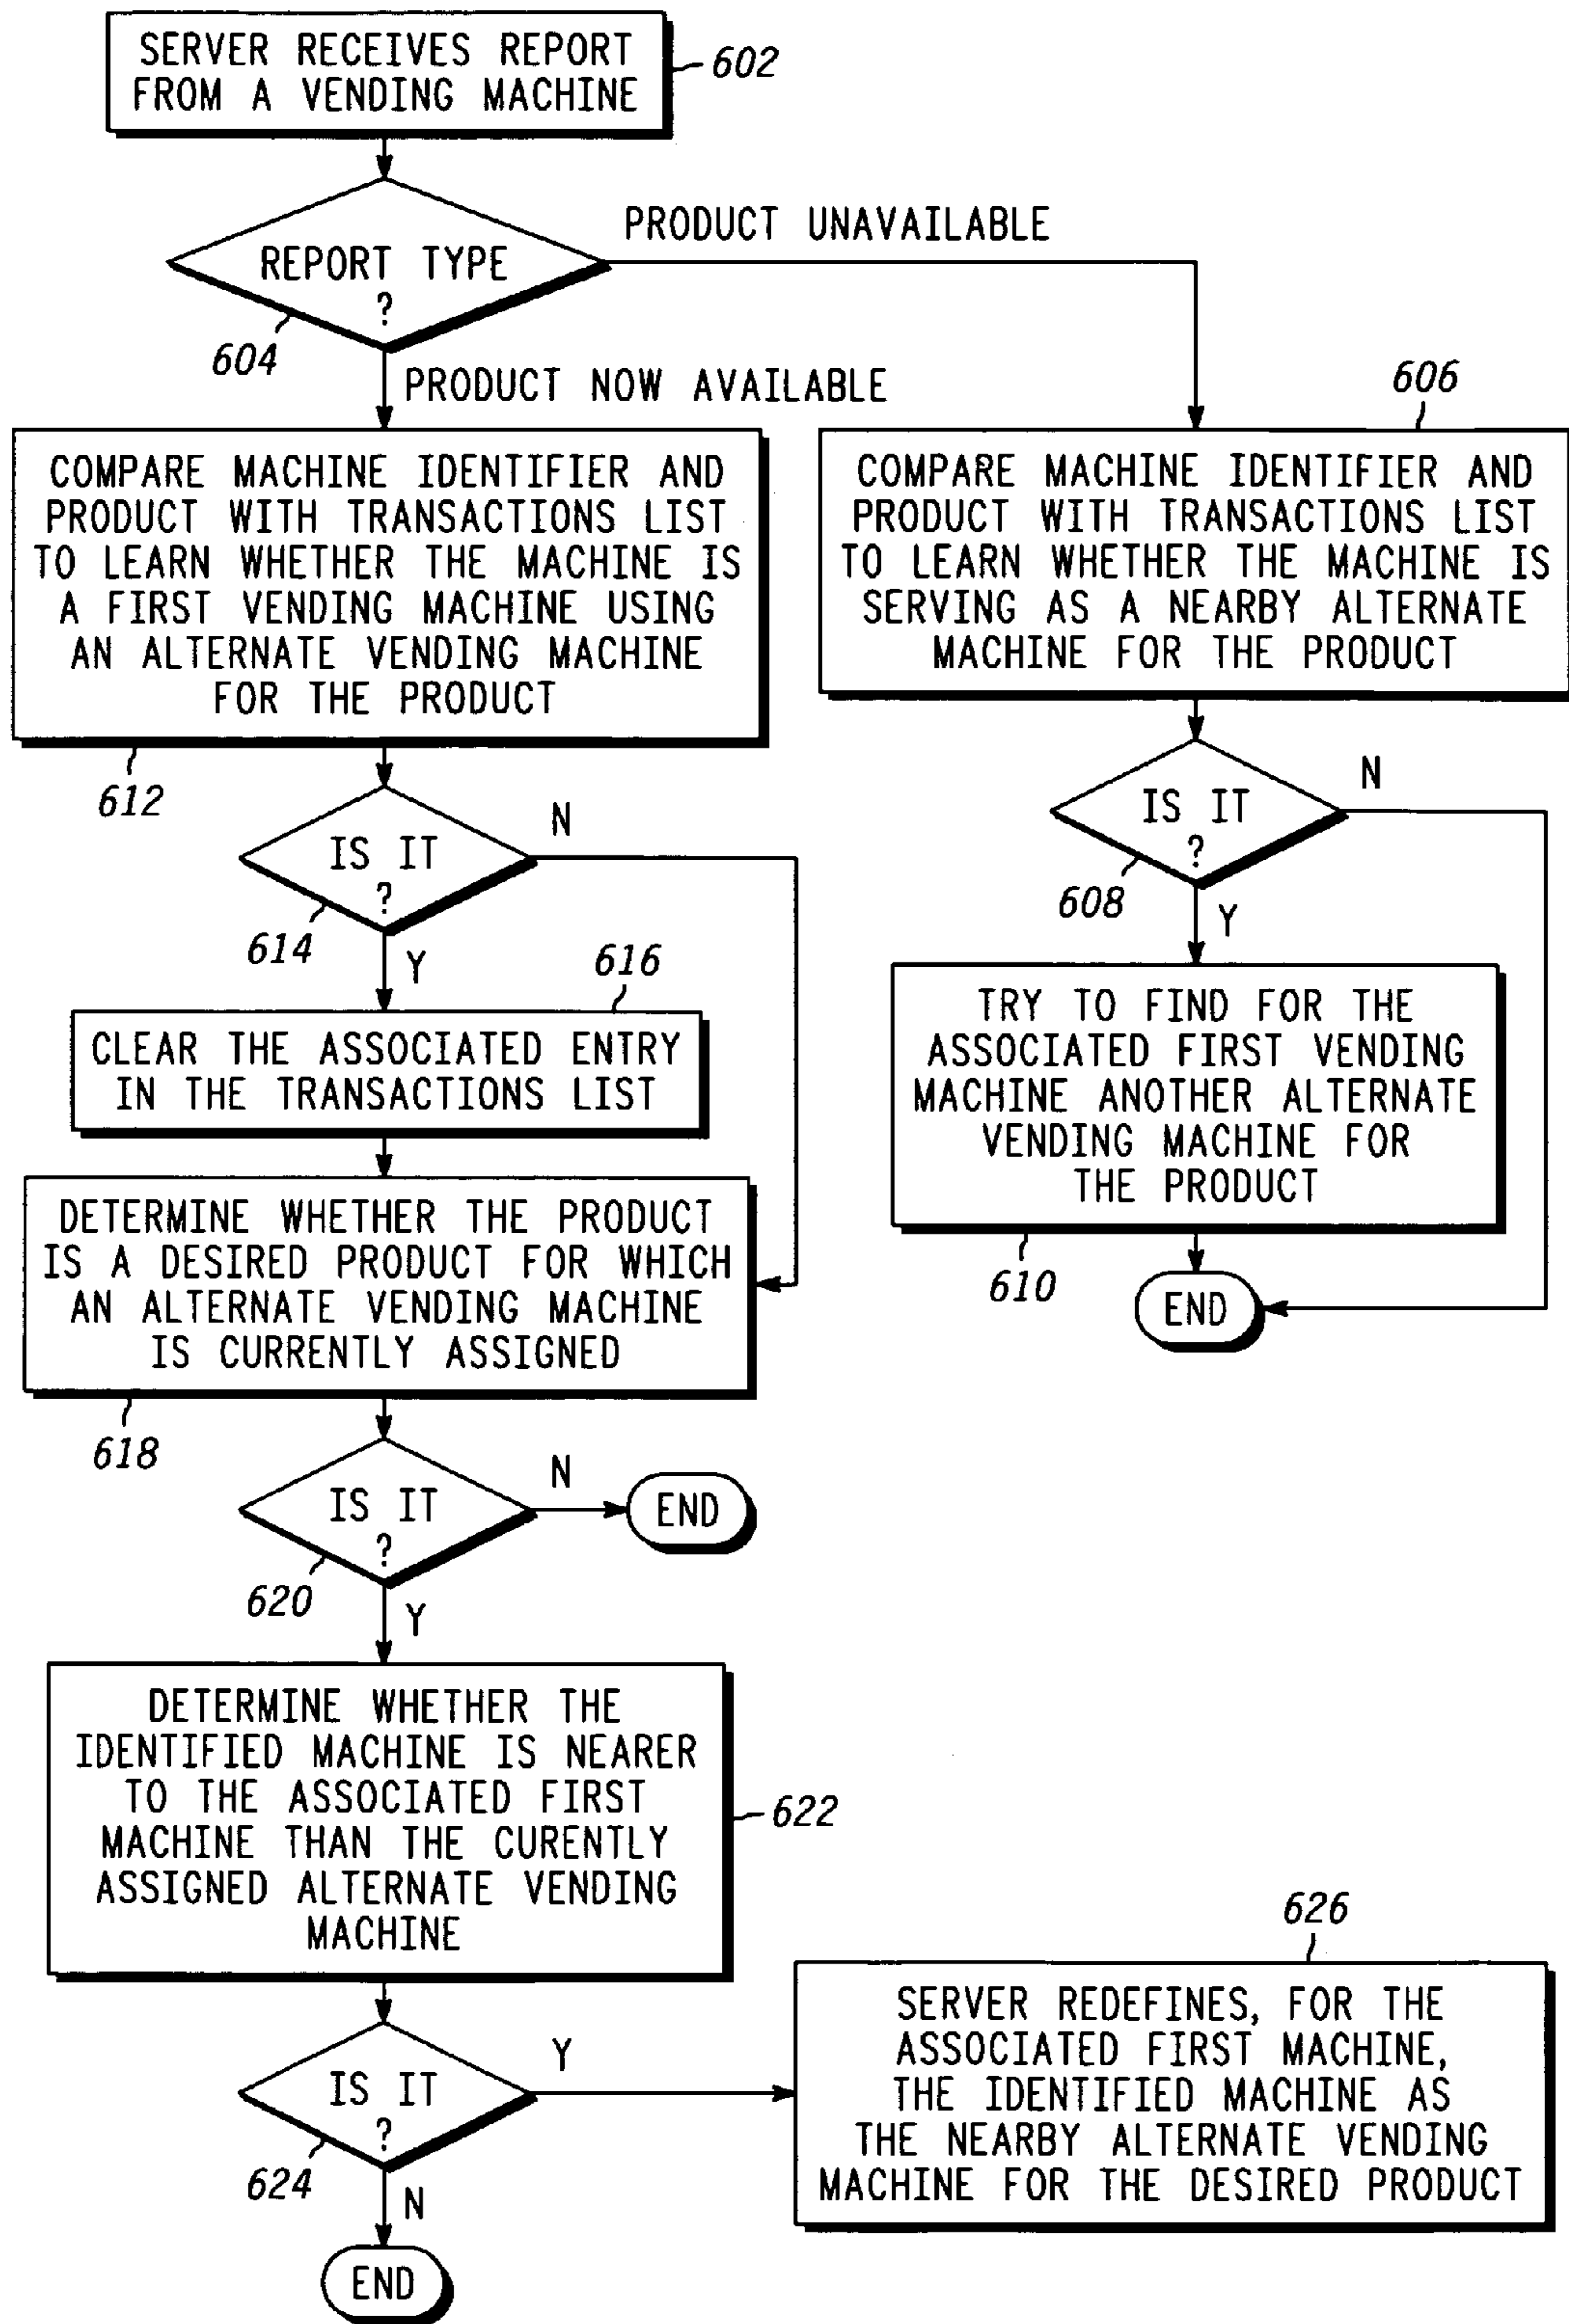 SERVER RECEIVES REPORT
FROM A VENDING MACHINE
602
REPORT TYPE
?
604
PRODUCT UNAVAILABLE
PRODUCT NOW AVAILABLE
606
COMPARE MACHINE IDENTIFIER AND
PRODUCT WITH TRANSACTIONS LIST
TO LEARN WHETHER THE MACHINE IS
A FIRST VENDING MACHINE USING
AN ALTERNATE VENDING MACHINE
FOR THE PRODUCT
612
COMPARE MACHINE IDENTIFIER AND
PRODUCT WITH TRANSACTIONS LIST
TO LEARN WHETHER THE MACHINE IS
SERVING AS A NEARBY ALTERNATE
MACHINE FOR THE PRODUCT
IS IT
?
608
N
Y
TRY TO FIND FOR THE
ASSOCIATED FIRST VENDING
MACHINE ANOTHER ALTERNATE
VENDING MACHINE FOR
THE PRODUCT
610
END
IS IT
?
614
N
Y
616
CLEAR THE ASSOCIATED ENTRY
IN THE TRANSACTIONS LIST
DETERMINE WHETHER THE PRODUCT
IS A DESIRED PRODUCT FOR WHICH
AN ALTERNATE VENDING MACHINE
IS CURRENTLY ASSIGNED
618
IS IT
?
620
N
END
Y
DETERMINE WHETHER THE
IDENTIFIED MACHINE IS NEARER
TO THE ASSOCIATED FIRST
MACHINE THAN THE CURENTLY
ASSIGNED ALTERNATE VENDING
MACHINE
622
IS IT
?
624
Y
N
END
626
SERVER REDEFINES, FOR THE
ASSOCIATED FIRST MACHINE,
THE IDENTIFIED MACHINE AS
THE NEARBY ALTERNATE VENDING
MACHINE FOR THE DESIRED PRODUCT